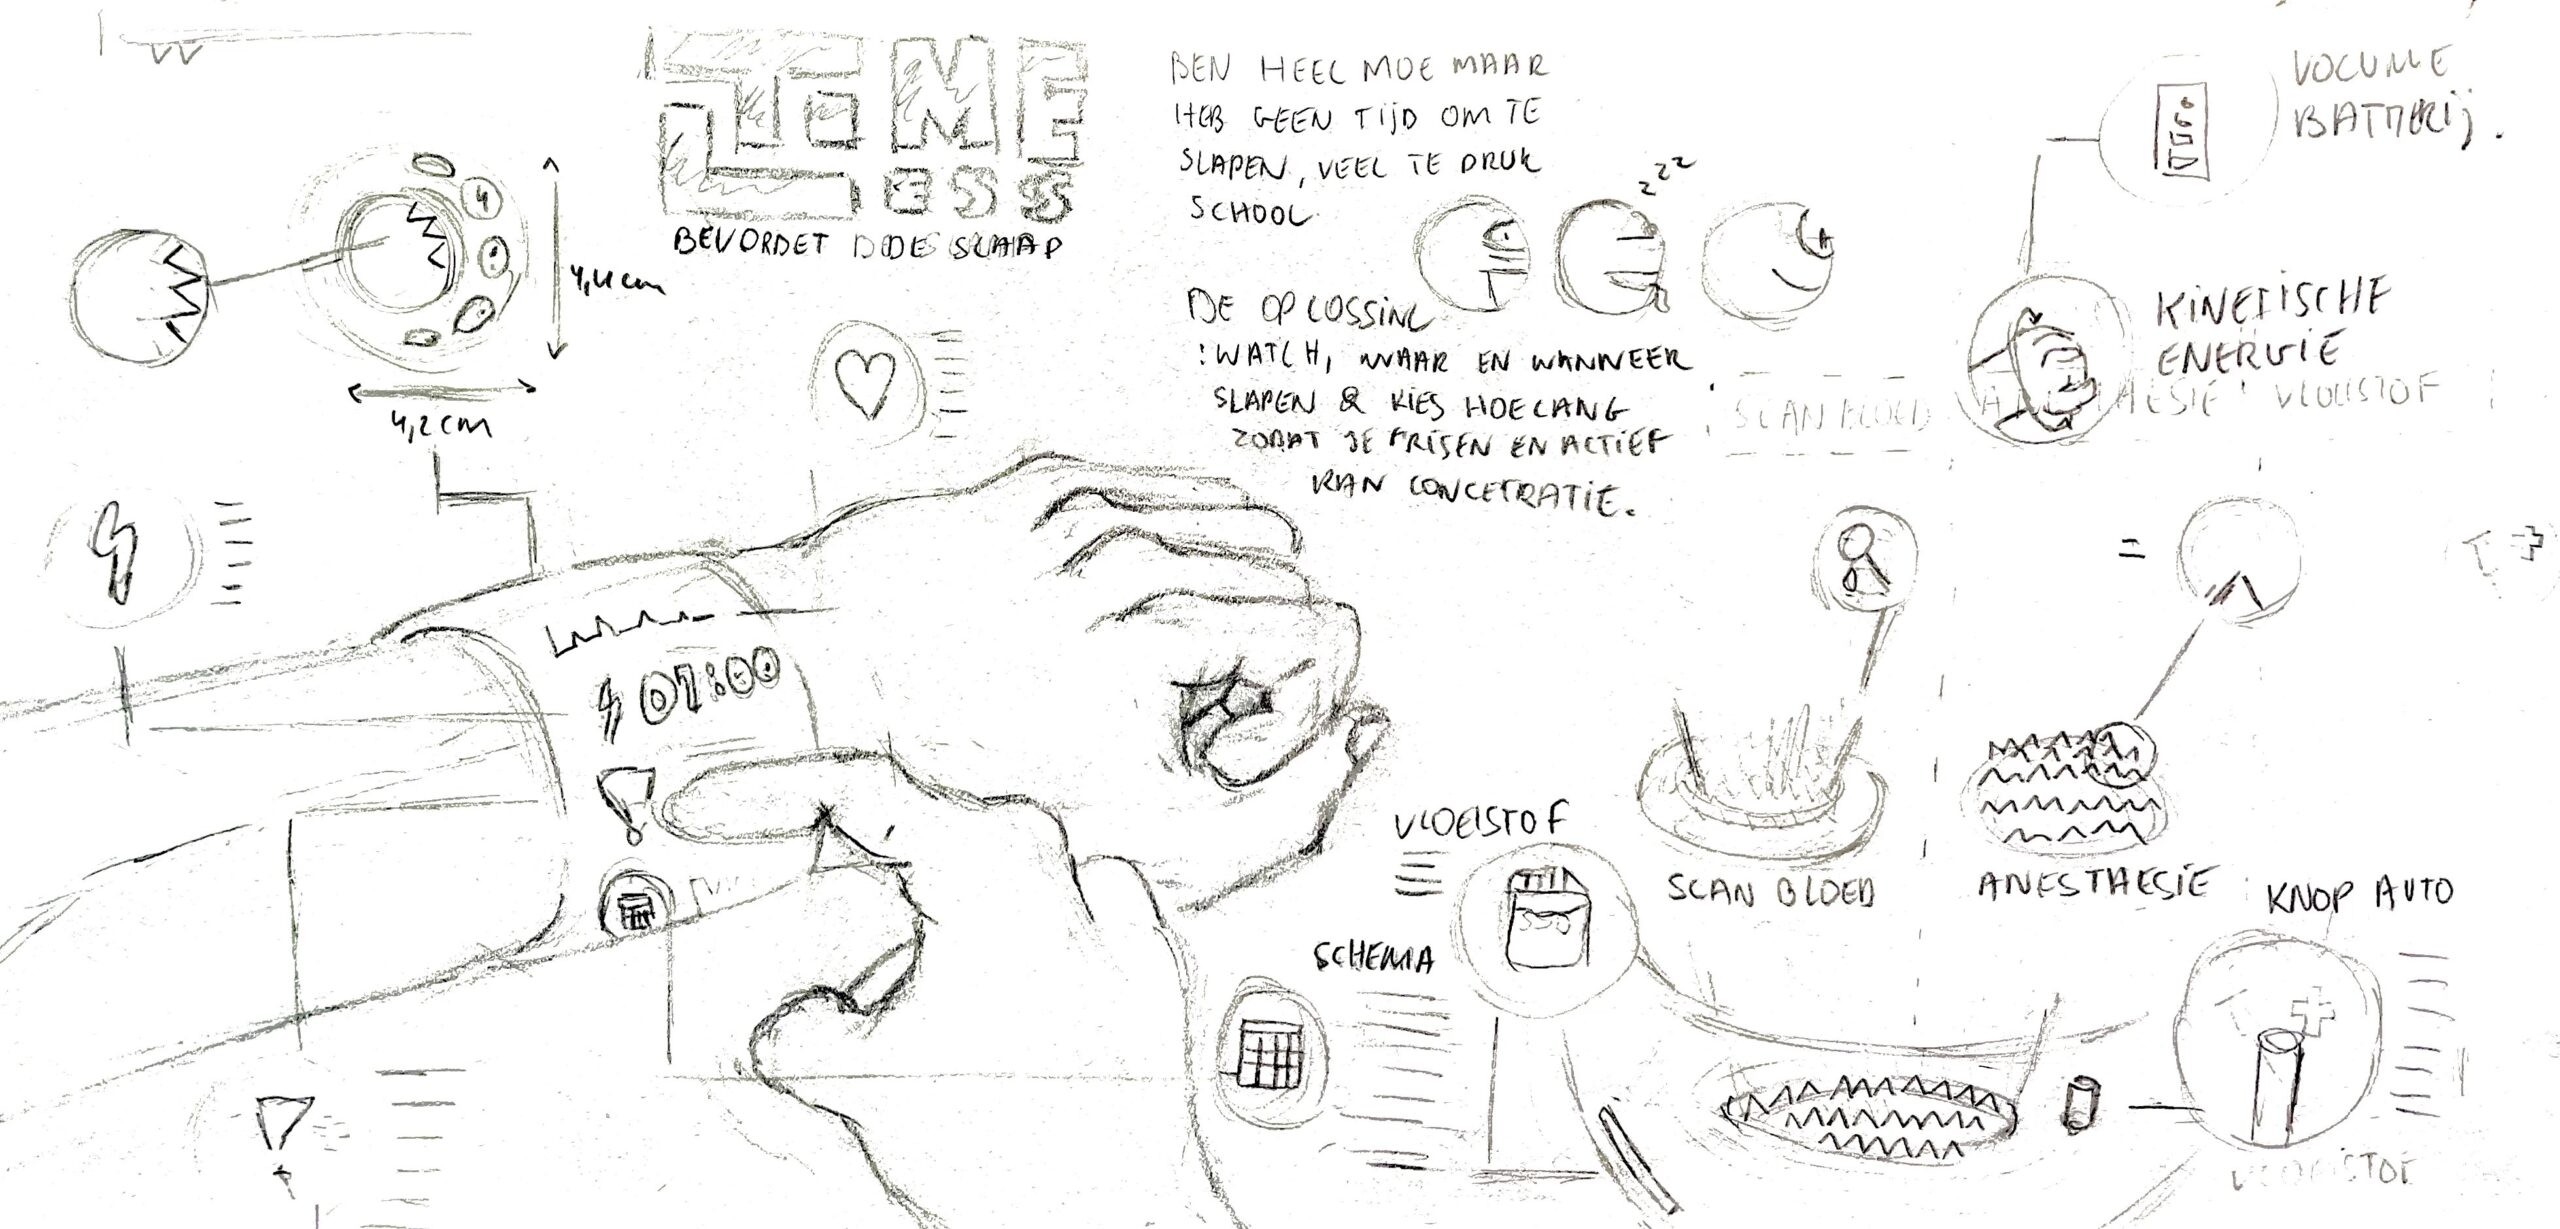 TIME
LESS
BEVORDET DE SLAAP
BEN HEEL MOE MAAR
HEB GEEN TIJD OM TE
SLAPEN, VEEL TE DRUK
SCHOOL.
zzz
DE OPLOSSING
: WATCH, WAAR EN WANNEER
SLAPEN & KIES HOELANG
ZODAT JE FRISEN EN ACTIEF
KAN CONCETRATIE.
VOLUME
BATTERIJ.
KINETISCHE
ENERGIE
SCAN BLOED ANESTHESIE VLOEISTOF
4,4 cm
4,2 cm
07:00
VLOEISTOF
SCHEMA
SCAN BLOED
=
ANESTHESIE
KNOP AUTO
VLOEISTOF